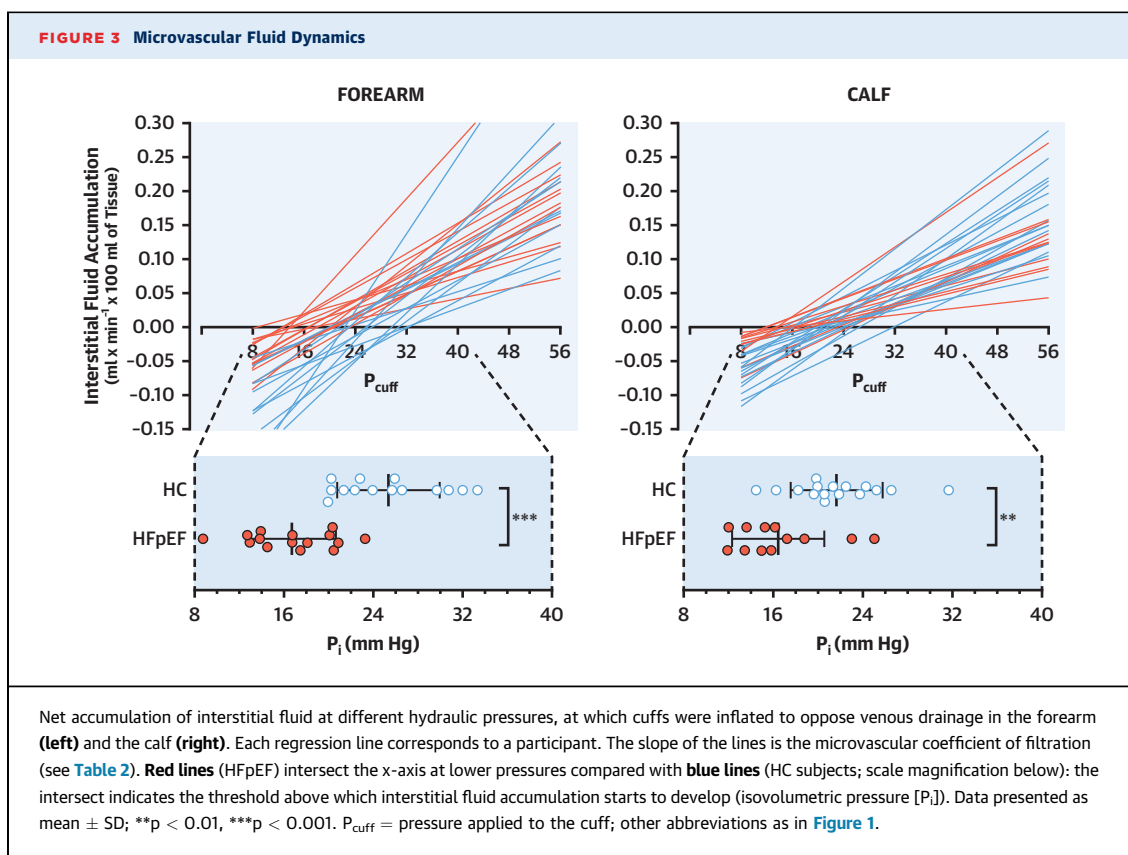 FIGURE 3 Microvascular Fluid Dynamics
FOREARM
Interstitial Fluid Accumulation
(ml x min⁻¹ x 100 ml of Tissue)
0.30
0.25
0.20
0.15
0.10
0.05
0.00
−0.05
−0.10
−0.15
8 16 24 32 40 48 56
Pcuff
CALF
0.30
0.25
0.20
0.15
0.10
0.05
0.00
−0.05
−0.10
−0.15
8 16 24 32 40 48 56
Pcuff
HC
HFpEF
***
8 16 24 32 40
Pi (mm Hg)
HC
HFpEF
**
8 16 24 32 40
Pi (mm Hg)
Net accumulation of interstitial fluid at different hydraulic pressures, at which cuffs were inflated to oppose venous drainage in the forearm
(left) and the calf (right). Each regression line corresponds to a participant. The slope of the lines is the microvascular coefficient of filtration
(see Table 2). Red lines (HFpEF) intersect the x-axis at lower pressures compared with blue lines (HC subjects; scale magnification below): the
intersect indicates the threshold above which interstitial fluid accumulation starts to develop (isovolumetric pressure [Pi]). Data presented as
mean ± SD; **p < 0.01, ***p < 0.001. Pcuff = pressure applied to the cuff; other abbreviations as in Figure 1.